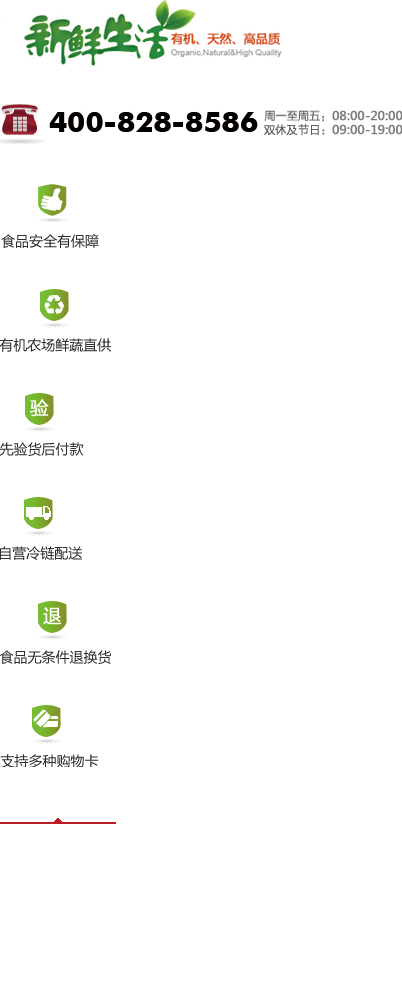 新鲜生活
有机、天然、高品质
Organic,Natural&High Quality
400-828-8586
周一至周五：08:00-20:00
双休及节日：09:00-19:00
食品安全有保障
有机农场鲜蔬直供
验
先验货后付款
自营冷链配送
退
食品无条件退换货
支持多种购物卡